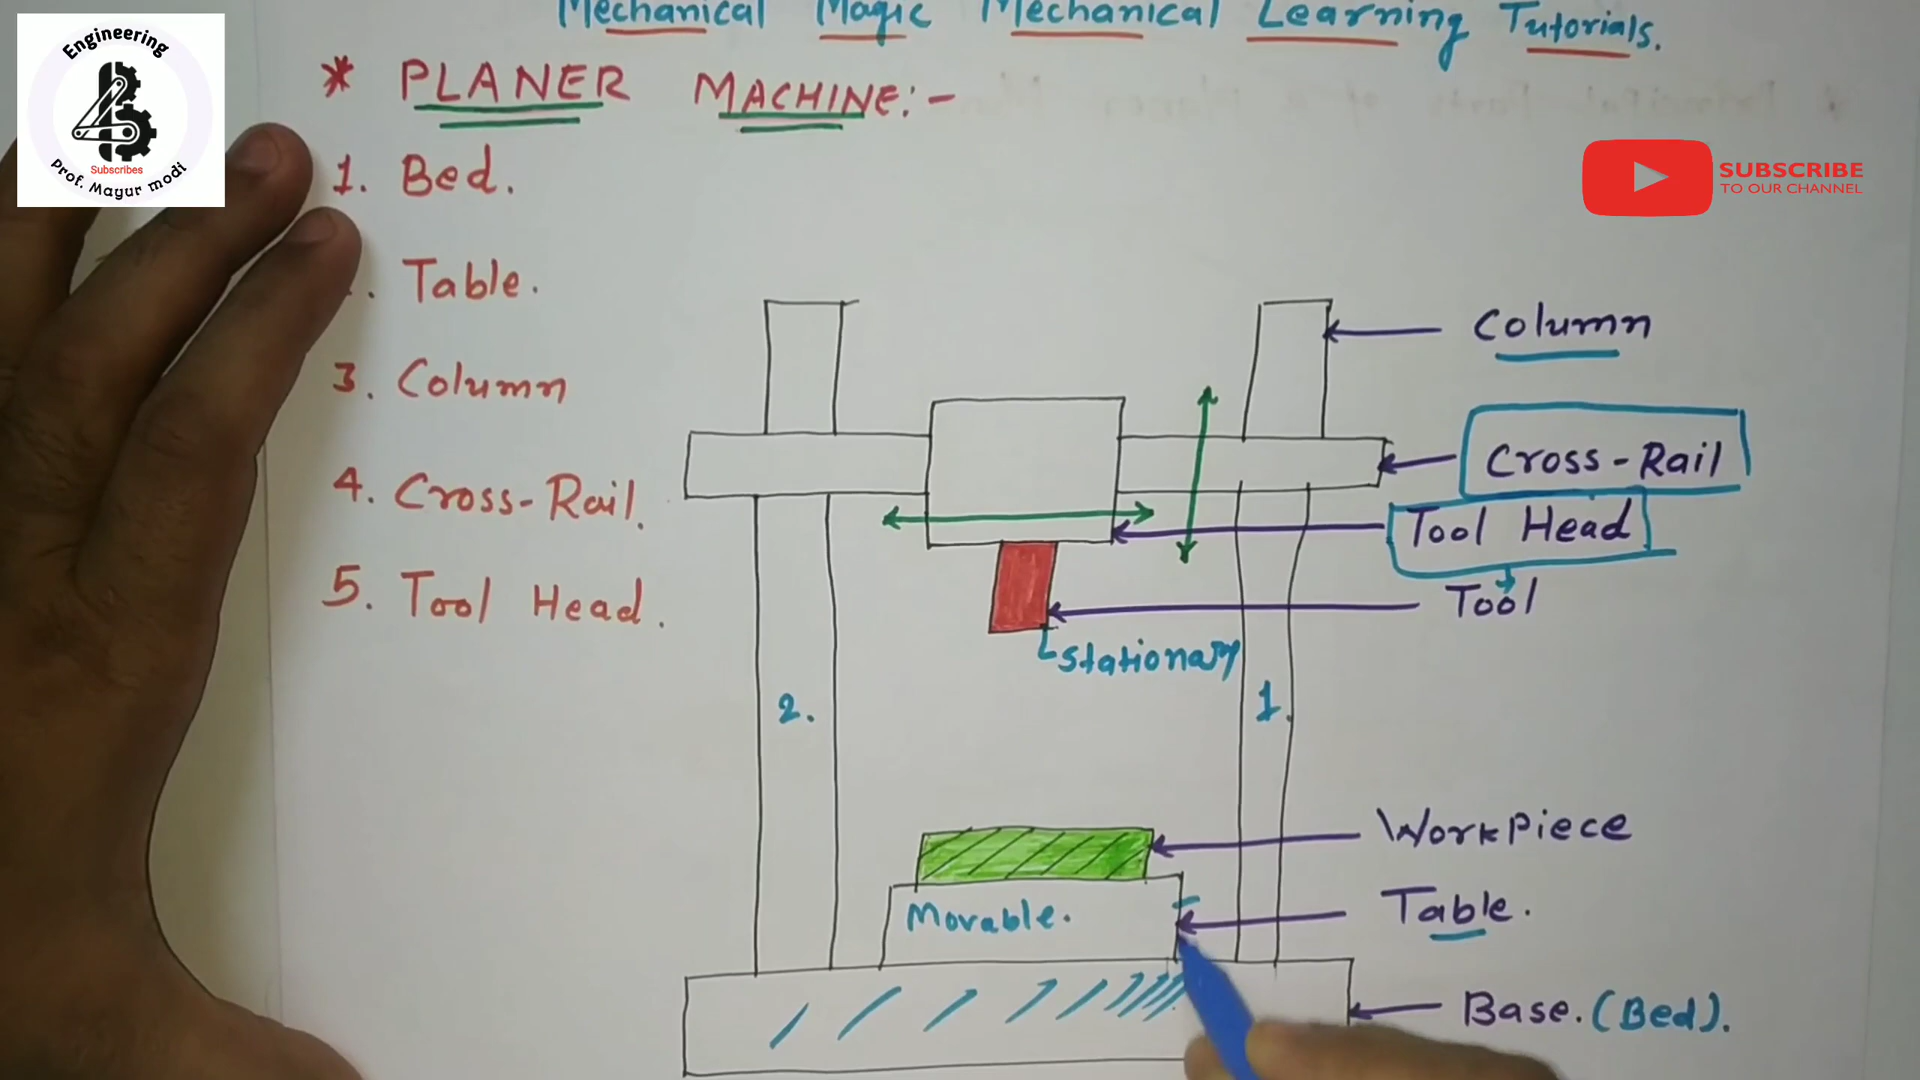 Mechanical Magic Mechanical Learning Tutorials.
Engineering
Subscribes
Prof. Mayur modi
* PLANER MACHINE:-
SUBSCRIBE
TO OUR CHANNEL
1. Bed.
. Table.
3. Column
4. Cross-Rail.
5. Tool Head.
Column
Cross-Rail
Tool Head
Tool
Stationary
2.
1.
Workpiece
Movable.
Table.
Base. (Bed).